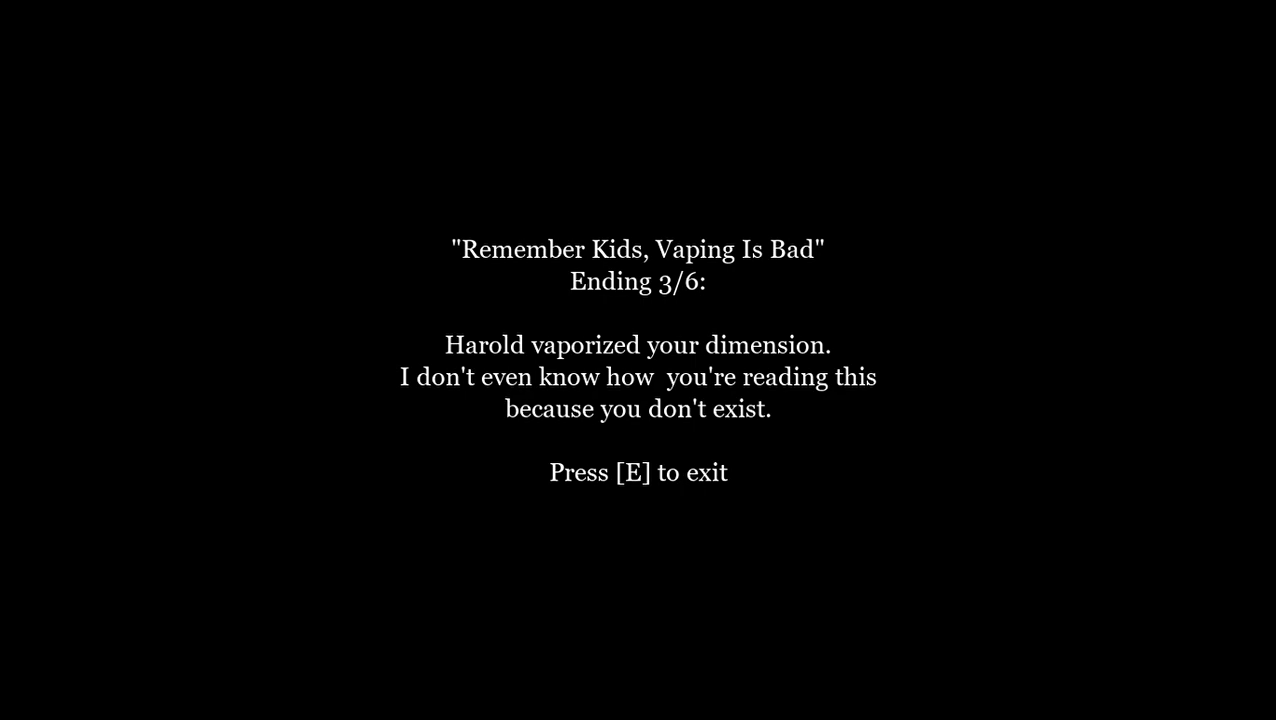 "Remember Kids, Vaping Is Bad"
Ending 3/6:
Harold vaporized your dimension.
I don't even know how  you're reading this
because you don't exist.
Press [E] to exit